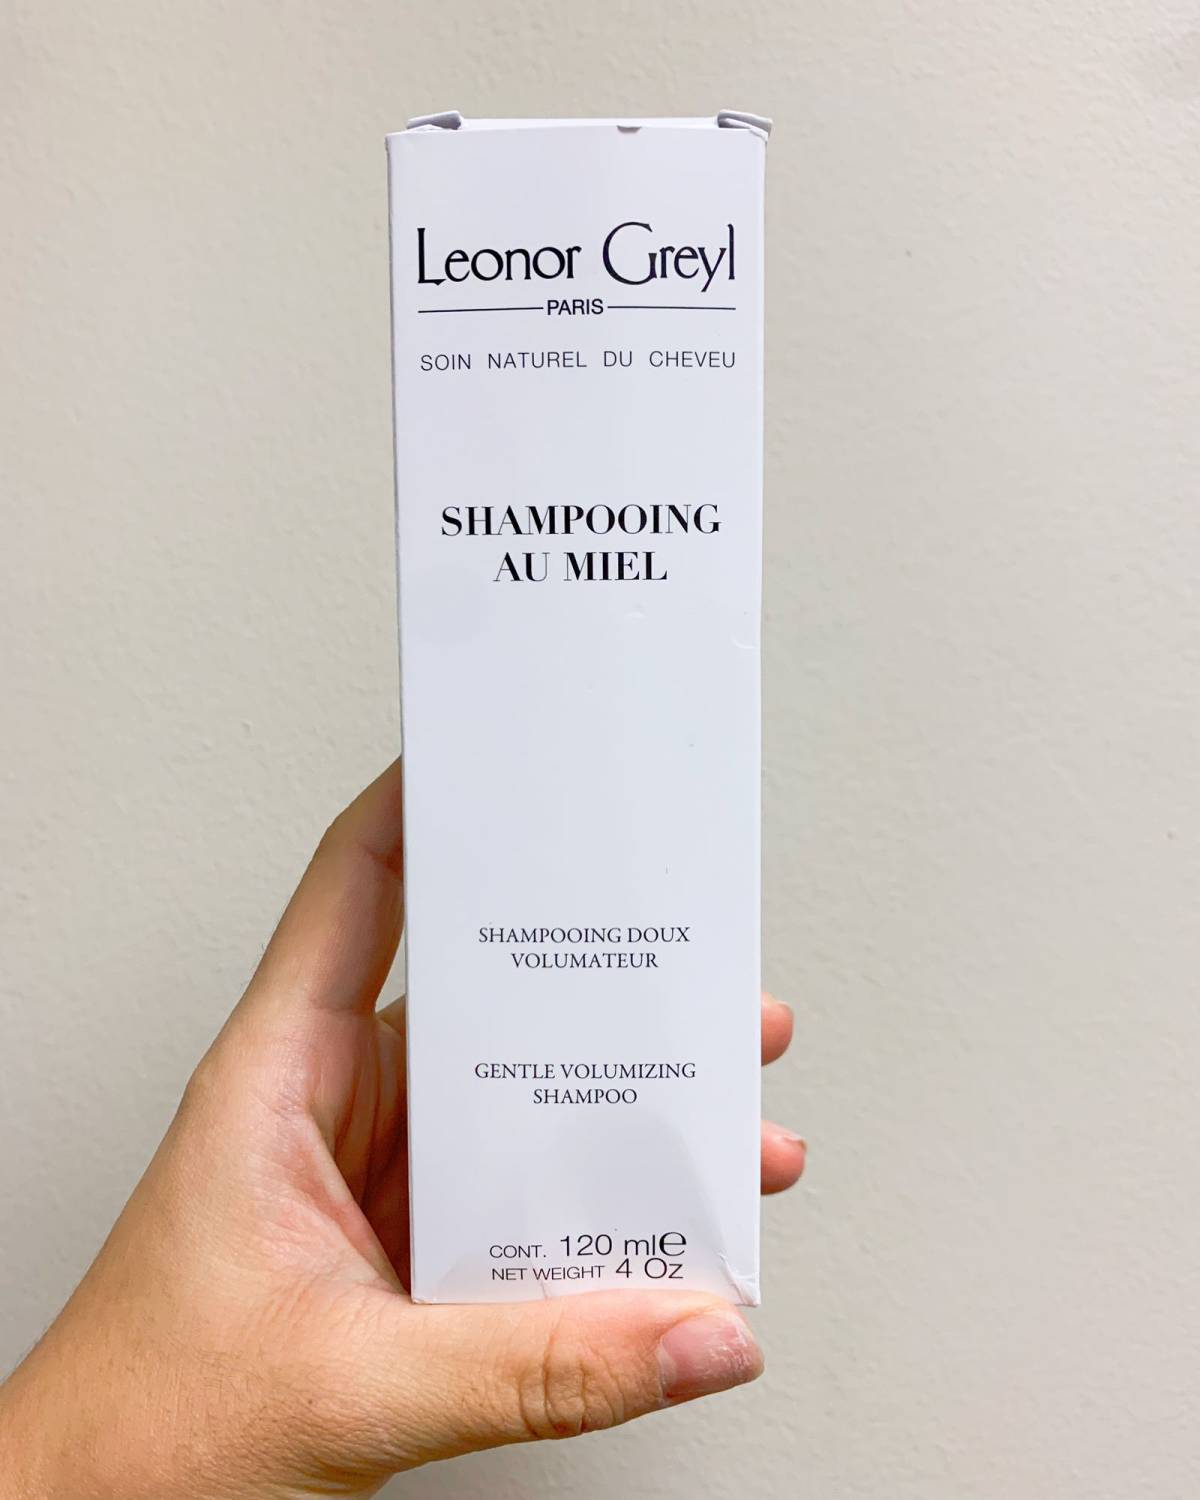 Leonor Greyl
PARIS
SOIN NATUREL DU CHEVEU
SHAMPOOING
AU MIEL
SHAMPOOING DOUX
VOLUMATEUR
GENTLE VOLUMIZING
SHAMPOO
CONT. 120 ml℮
NET WEIGHT 4 Oz